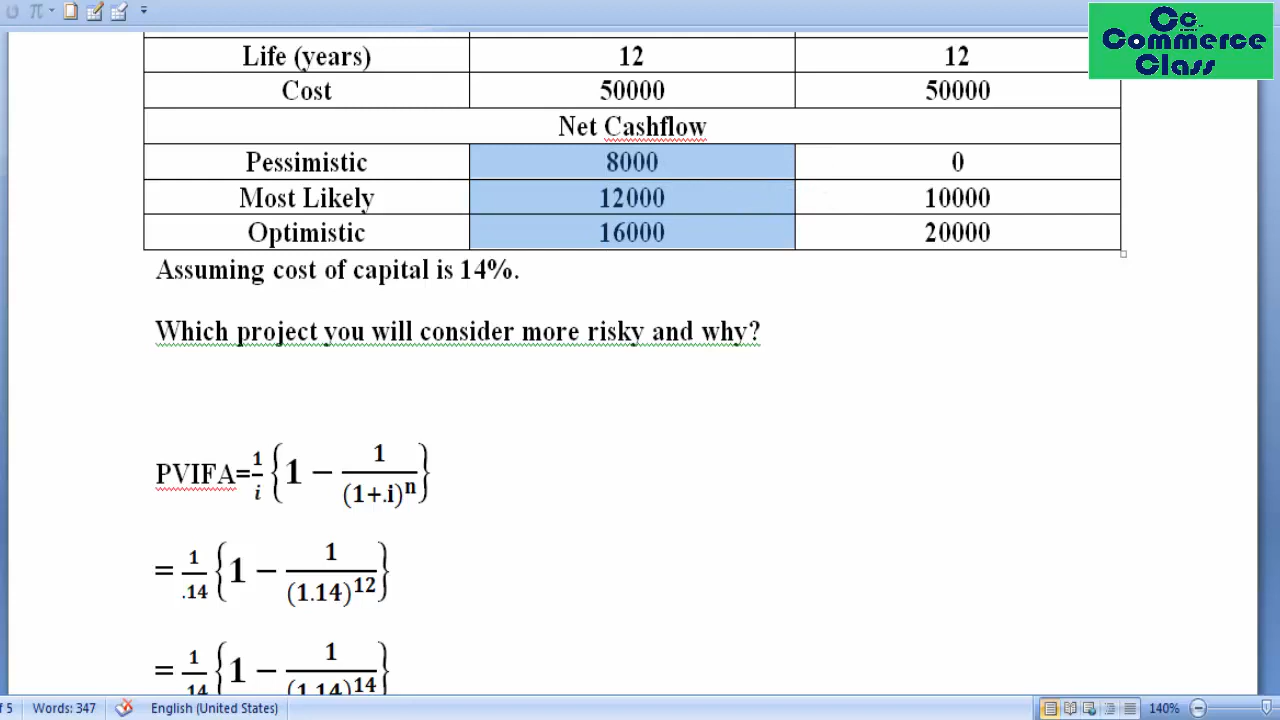 Cc
Commerce
Class
Life (years) 12 12
Cost 50000 50000
Net Cashflow
Pessimistic 8000 0
Most Likely 12000 10000
Optimistic 16000 20000
Assuming cost of capital is 14%.
Which project you will consider more risky and why?
PVIFA=1/i {1 − 1/(1+.i)^n}
= 1/.14 {1 − 1/(1.14)^12}
= 1/.14 {1 − 1/(1.14)^14}
f 5 Words: 347 English (United States) 140%